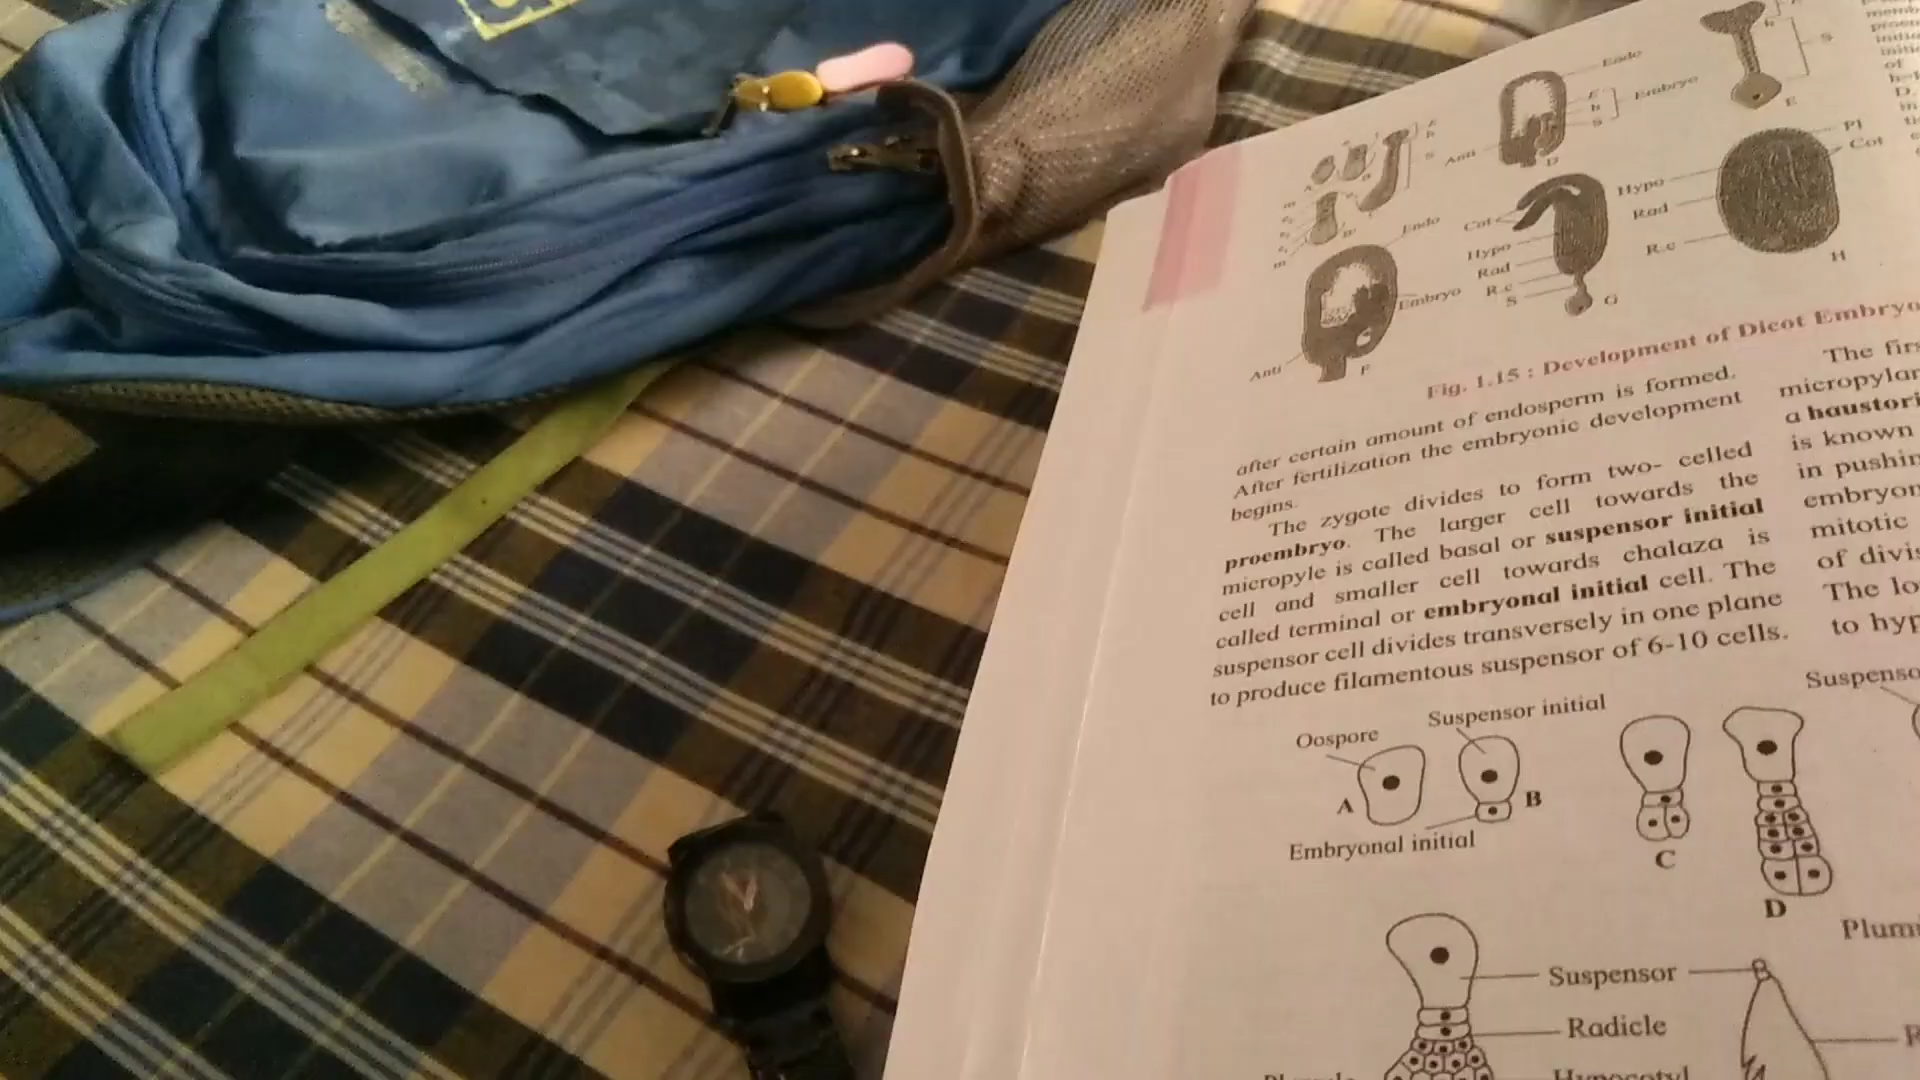 Endo
Embryo
Anti
D
E
S
Pl
Cot
Hypo
Rad
R.c
H
Endo
Embryo
Anti
F
Cot
Hypo
Rad
R.c
S
G
Fig. 1.15 : Development of Dicot Embryo
after certain amount of endosperm is formed.
After fertilization the embryonic development
begins.
The zygote divides to form two- celled
proembryo. The larger cell towards the
micropyle is called basal or suspensor initial
cell and smaller cell towards chalaza is
called terminal or embryonal initial cell. The
suspensor cell divides transversely in one plane
to produce filamentous suspensor of 6-10 cells.
The firs
micropylar
a haustori
is known
in pushin
embryon
mitotic
of divis
The lo
to hyp
Oospore
Suspensor initial
Suspenso
A
B
Embryonal initial
C
D
Plum
Suspensor
Radicle
R
Hypocotyl